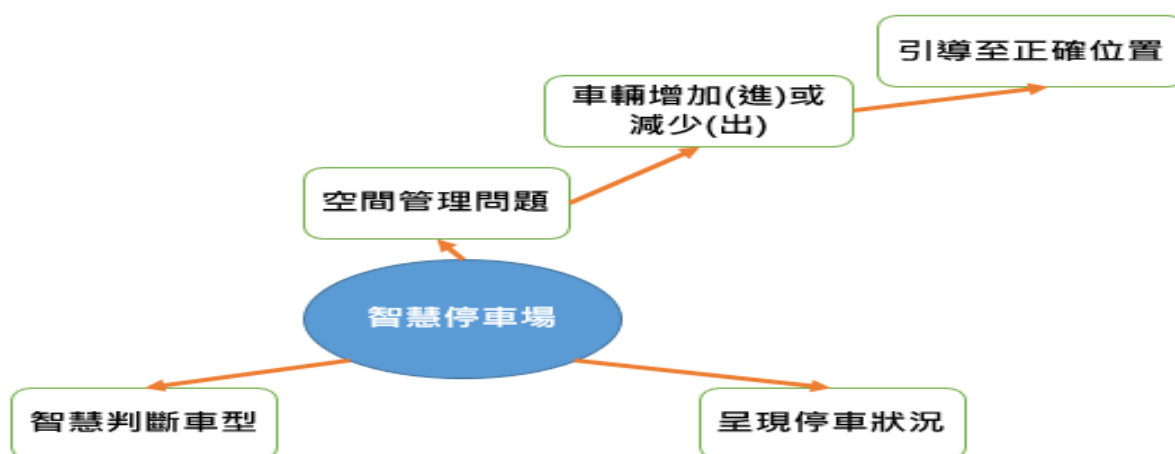 引導至正確位置
車輛增加(進)或
減少(出)
空間管理問題
智慧停車場
智慧判斷車型
呈現停車狀況